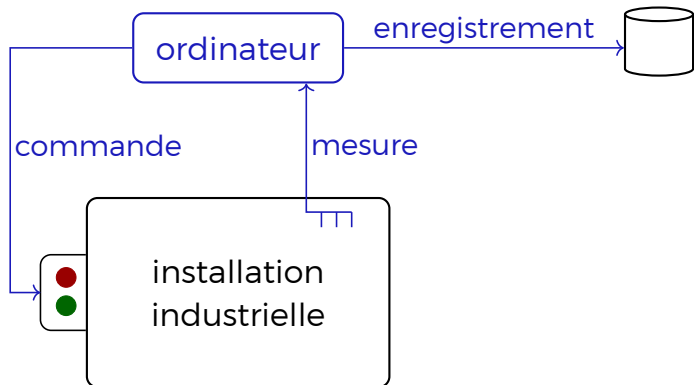 enregistrement
ordinateur
commande
mesure
installation
industrielle